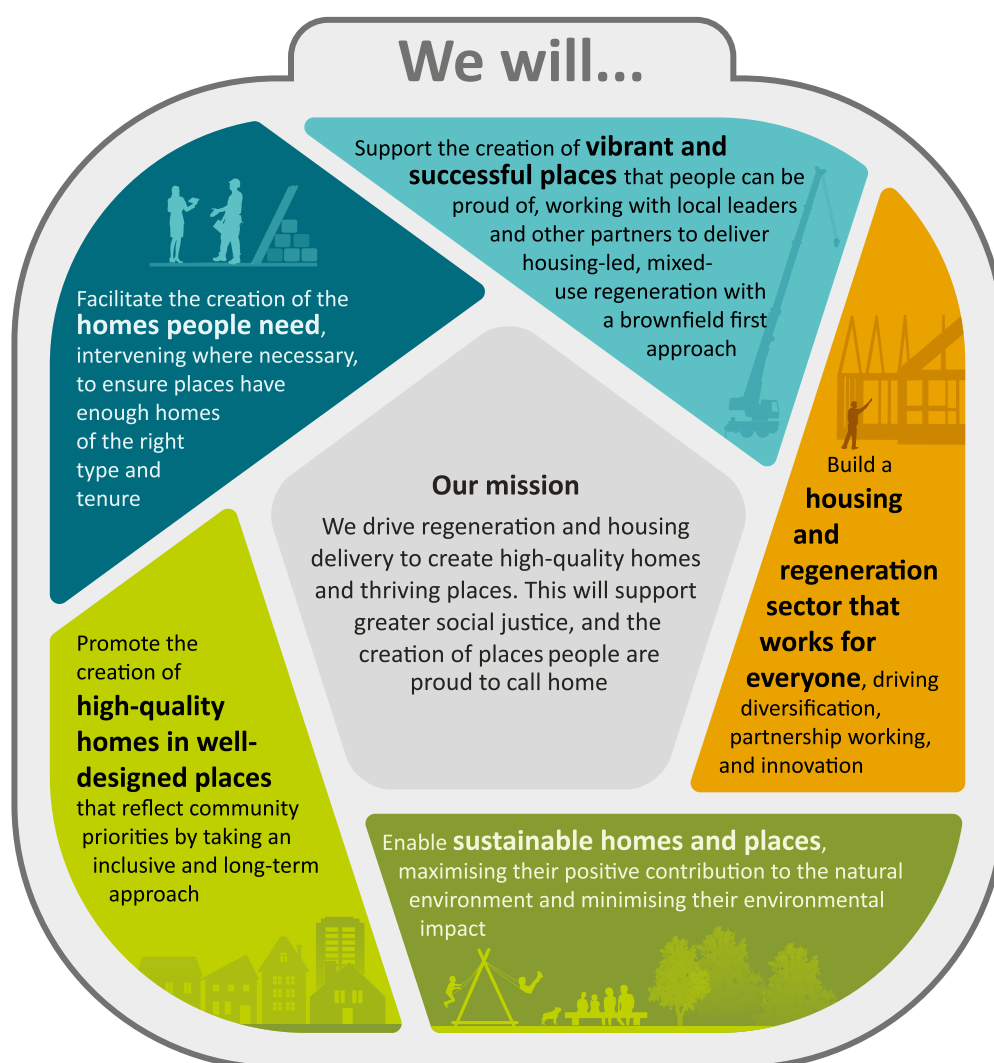 We will...
Support the creation of vibrant and
successful places that people can be
proud of, working with local leaders
and other partners to deliver
housing-led, mixed-
use regeneration with
a brownfield first
approach
Facilitate the creation of the
homes people need,
intervening where necessary,
to ensure places have
enough homes
of the right
type and
tenure
Build a
housing
and
regeneration
sector that
works for
everyone, driving
diversification,
partnership working,
and innovation
Our mission
We drive regeneration and housing
delivery to create high-quality homes
and thriving places. This will support
greater social justice, and the
creation of places people are
proud to call home
Promote the
creation of
high-quality
homes in well-
designed places
that reflect community
priorities by taking an
inclusive and long-term
approach
Enable sustainable homes and places,
maximising their positive contribution to the natural
environment and minimising their environmental
impact